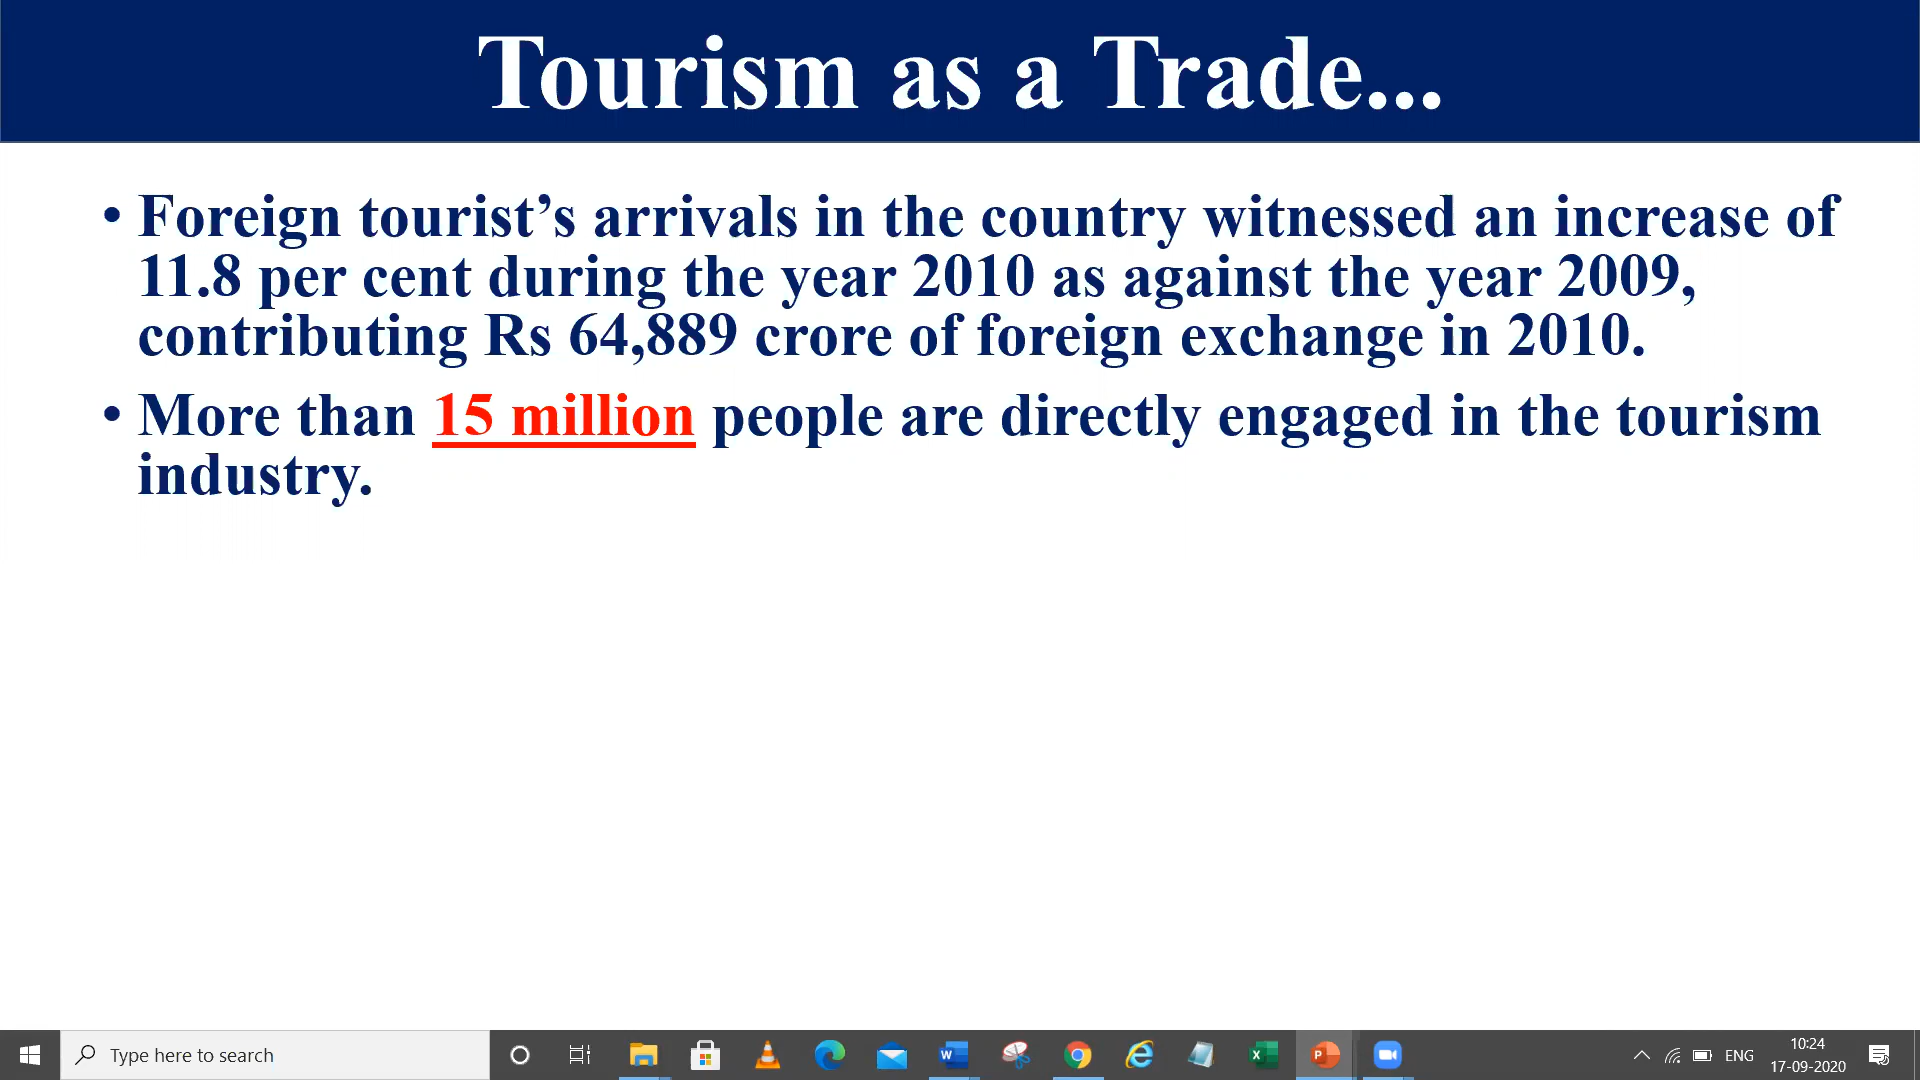 Tourism as a Trade...
• Foreign tourist’s arrivals in the country witnessed an increase of
11.8 per cent during the year 2010 as against the year 2009,
contributing Rs 64,889 crore of foreign exchange in 2010.
• More than 15 million people are directly engaged in the tourism
industry.
Type here to search
ENG
10:24
17-09-2020